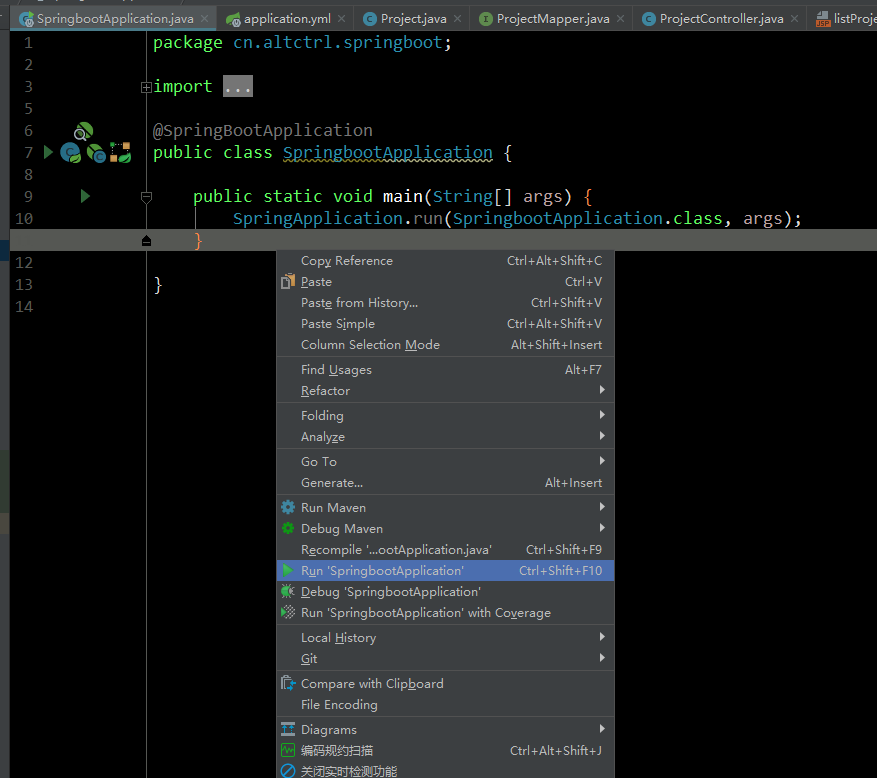 SpringbootApplication.java application.yml Project.java ProjectMapper.java ProjectController.java listProj
1 package cn.altctrl.springboot;
2
3 import ...
5
6 @SpringBootApplication
7 public class SpringbootApplication {
8
9 public static void main(String[] args) {
10 SpringApplication.run(SpringbootApplication.class, args);
}
12
13 }
14
Copy Reference Ctrl+Alt+Shift+C
Paste Ctrl+V
Paste from History... Ctrl+Shift+V
Paste Simple Ctrl+Alt+Shift+V
Column Selection Mode Alt+Shift+Insert
Find Usages Alt+F7
Refactor
Folding
Analyze
Go To
Generate... Alt+Insert
Run Maven
Debug Maven
Recompile '...ootApplication.java' Ctrl+Shift+F9
Run 'SpringbootApplication' Ctrl+Shift+F10
Debug 'SpringbootApplication'
Run 'SpringbootApplication' with Coverage
Local History
Git
Compare with Clipboard
File Encoding
Diagrams
编码规约扫描 Ctrl+Alt+Shift+J
关闭实时检测功能